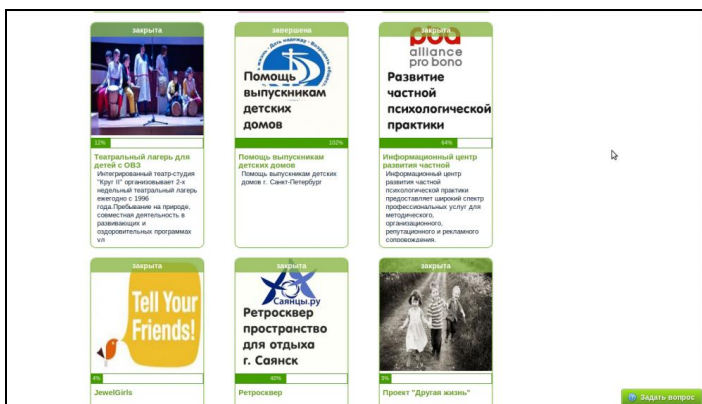 закрыта
завершена
закрыта
Помощь
выпускникам
детских
домов
pba
alliance
pro bono
Развитие
частной
психологической
практики
12%
102%
64%
Театральный лагерь для
детей с ОВЗ
Интегрированный театр-студия
"Круг II" организовывает 2-х
недельный театральный лагерь
ежегодно с 1996
года.Пребывание на природе,
совместная деятельность в
развивающих и
оздоровительных программах
ул
Помощь выпускникам
детских домов
Помощь выпускникам детских
домов г. Санкт-Петербург
Информационный центр
развития частной
Информационный центр
развития частной
психологической практики
предоставляет широкий спектр
профессиональных услуг для
методического,
организационного,
репутационного и рекламного
сопровождения.
закрыта
закрыта
закрыта
Tell Your
Friends!
Саянцы.ру
Ретросквер
пространство
для отдыха
г. Саянск
4%
40%
9%
JewelGirls
Ретросквер
Проект "Другая жизнь"
Задать вопрос